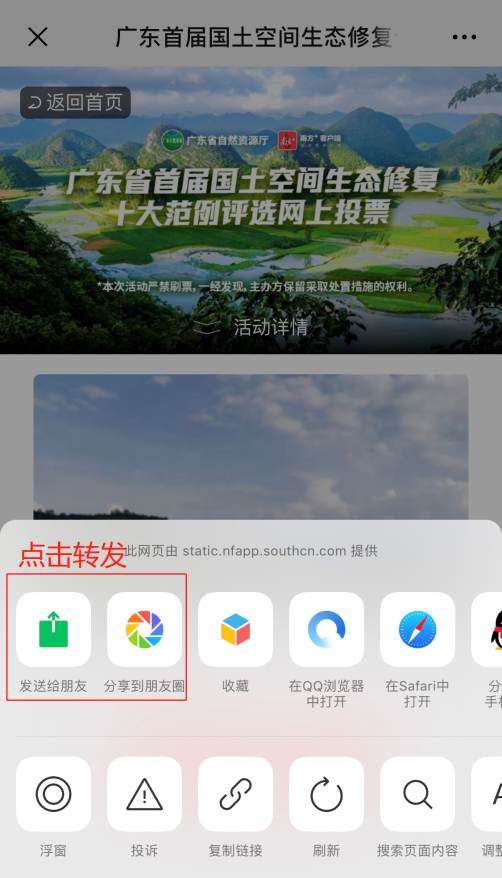 广东首届国土空间生态修复
返回首页
广东省自然资源厅 南方+客户端
广东省首届国土空间生态修复
十大范例评选网上投票
*本次活动严禁刷票,一经发现,主办方保留采取处置措施的权利。
活动详情
点击转发
此网页由 static.nfapp.southcn.com 提供
发送给朋友 分享到朋友圈 收藏 在QQ浏览器 在Safari中 分
中打开 打开 手
浮窗 投诉 复制链接 刷新 搜索页面内容 调整